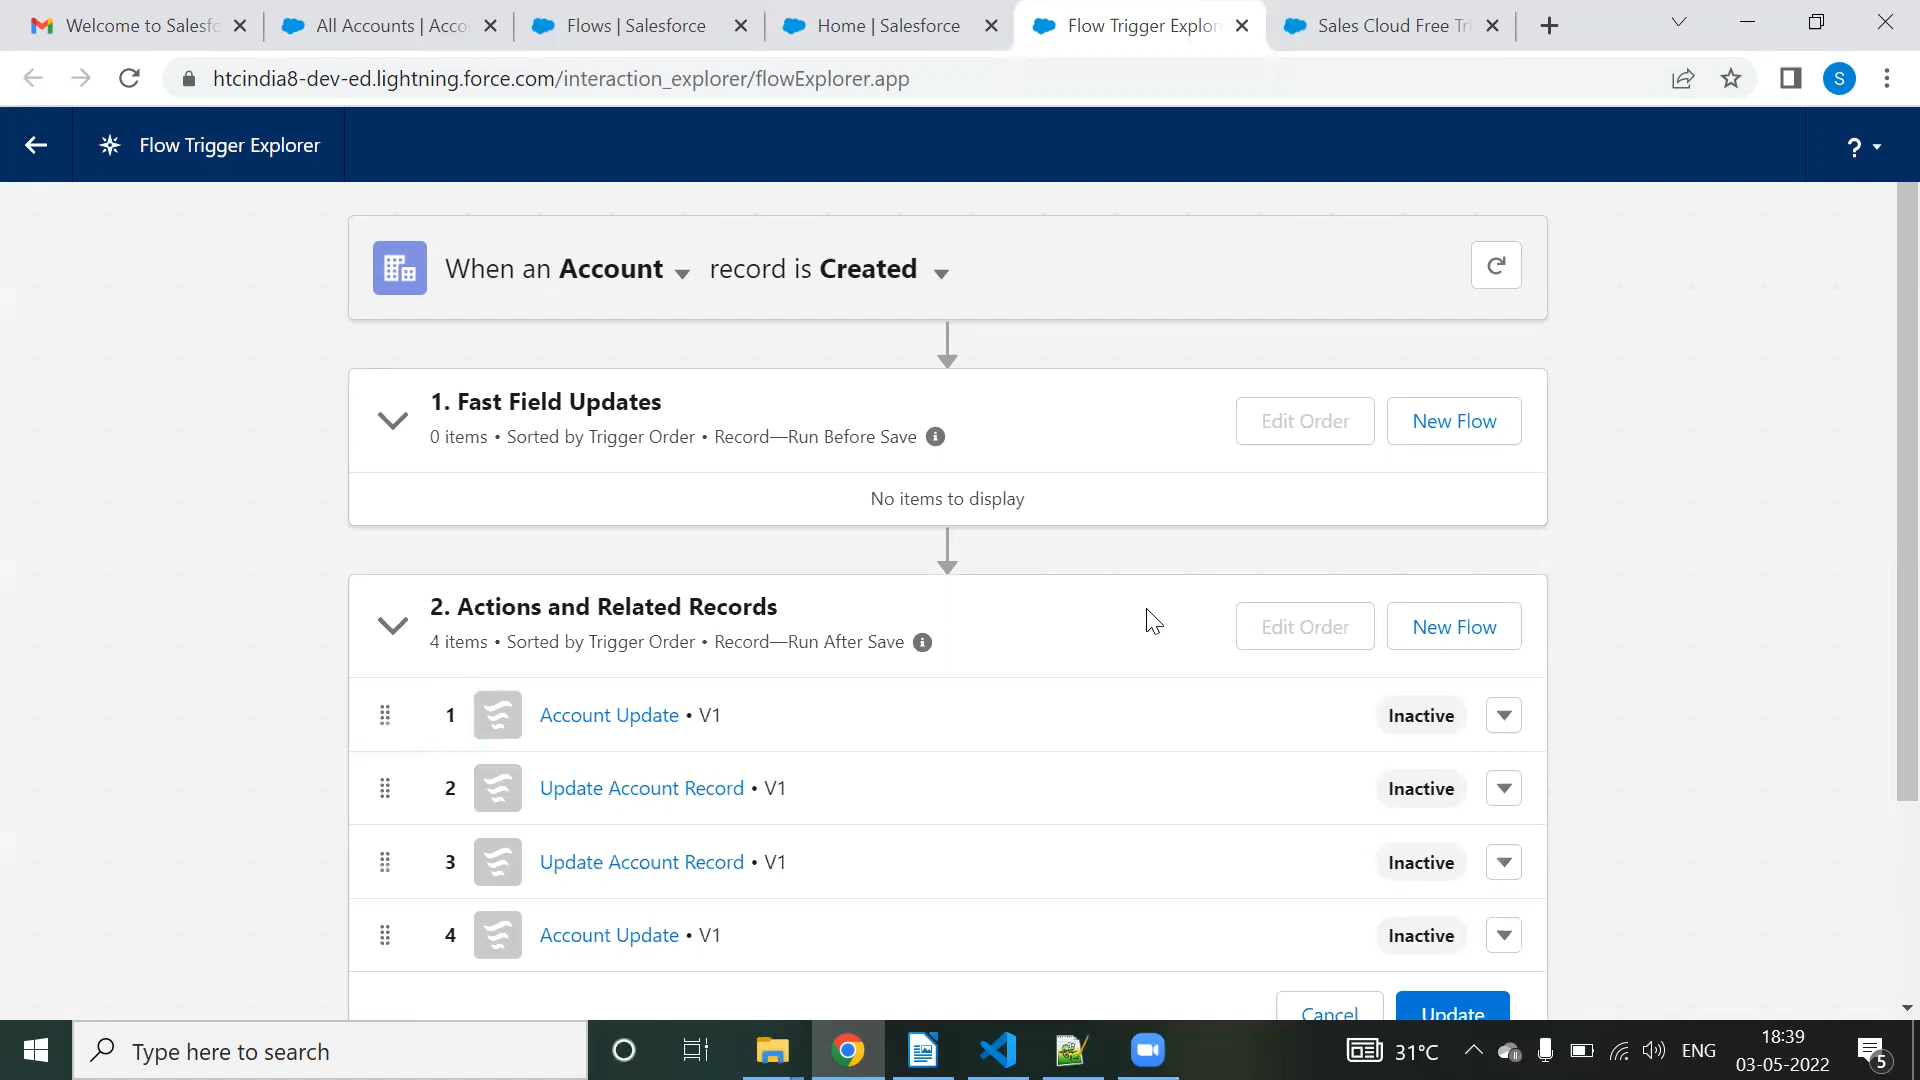 Welcome to Salesfo
All Accounts | Acco
Flows | Salesforce
Home | Salesforce
Flow Trigger Explor
Sales Cloud Free Tri
htcindia8-dev-ed.lightning.force.com/interaction_explorer/flowExplorer.app
S
Flow Trigger Explorer
?
When an Account record is Created
1. Fast Field Updates
0 items • Sorted by Trigger Order • Record—Run Before Save
Edit Order
New Flow
No items to display
2. Actions and Related Records
4 items • Sorted by Trigger Order • Record—Run After Save
Edit Order
New Flow
1 Account Update • V1 Inactive
2 Update Account Record • V1 Inactive
3 Update Account Record • V1 Inactive
4 Account Update • V1 Inactive
Cancel
Update
Type here to search
31°C
ENG
18:39
03-05-2022
5